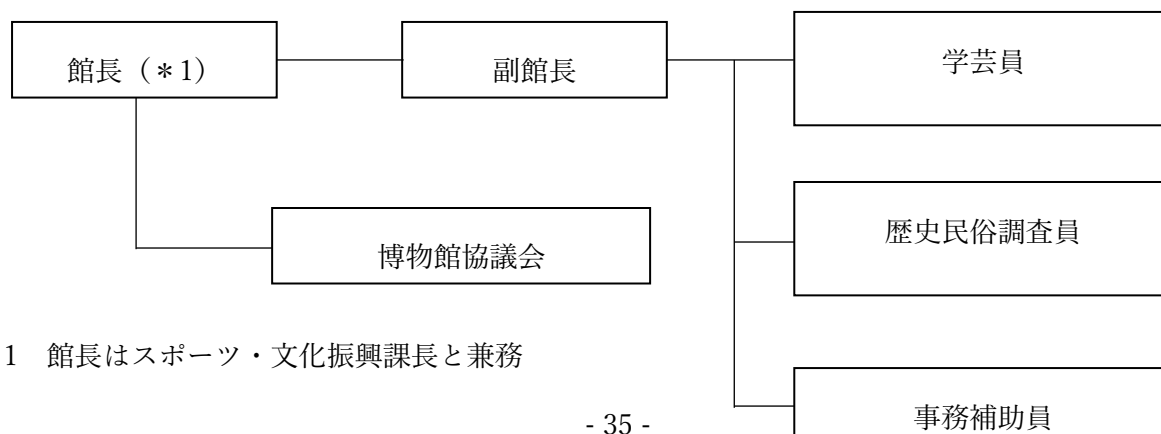 館長（＊1）
副館長
学芸員
歴史民俗調査員
博物館協議会
1　館長はスポーツ・文化振興課長と兼務
事務補助員
- 35 -